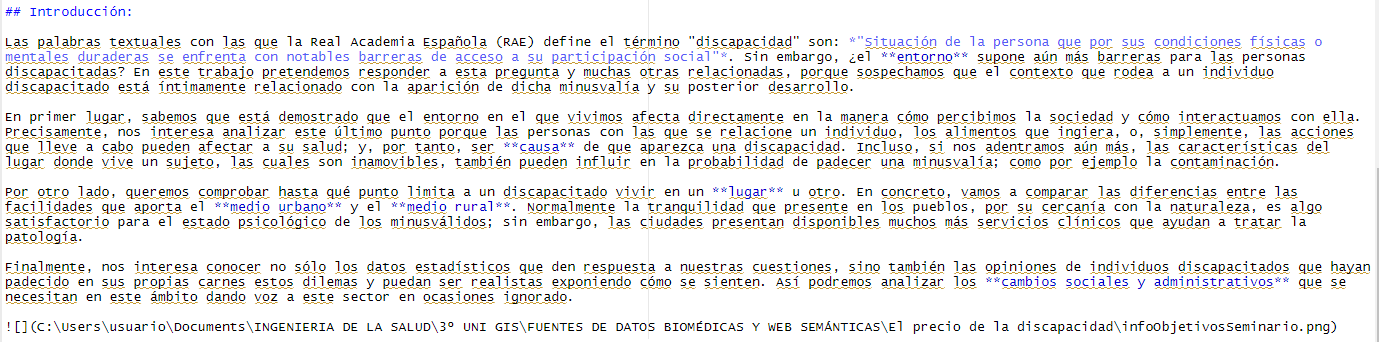 ## Introducción:
Las palabras textuales con las que la Real Academia Española (RAE) define el término "discapacidad" son: *"Situación de la persona que por sus condiciones físicas o
mentales duraderas se enfrenta con notables barreras de acceso a su participación social"*. Sin embargo, ¿el **entorno** supone aún más barreras para las personas
discapacitadas? En este trabajo pretendemos responder a esta pregunta y muchas otras relacionadas, porque sospechamos que el contexto que rodea a un individuo
discapacitado está íntimamente relacionado con la aparición de dicha minusvalía y su posterior desarrollo.
En primer lugar, sabemos que está demostrado que el entorno en el que vivimos afecta directamente en la manera cómo percibimos la sociedad y cómo interactuamos con ella.
Precisamente, nos interesa analizar este último punto porque las personas con las que se relacione un individuo, los alimentos que ingiera, o, simplemente, las acciones
que lleve a cabo pueden afectar a su salud; y, por tanto, ser **causa** de que aparezca una discapacidad. Incluso, si nos adentramos aún más, las características del
lugar donde vive un sujeto, las cuales son inamovibles, también pueden influir en la probabilidad de padecer una minusvalía; como por ejemplo la contaminación.
Por otro lado, queremos comprobar hasta qué punto limita a un discapacitado vivir en un **lugar** u otro. En concreto, vamos a comparar las diferencias entre las
facilidades que aporta el **medio urbano** y el **medio rural**. Normalmente la tranquilidad que presente en los pueblos, por su cercanía con la naturaleza, es algo
satisfactorio para el estado psicológico de los minusválidos; sin embargo, las ciudades presentan disponibles muchos más servicios clínicos que ayudan a tratar la
patología.
Finalmente, nos interesa conocer no sólo los datos estadísticos que den respuesta a nuestras cuestiones, sino también las opiniones de individuos discapacitados que hayan
padecido en sus propias carnes estos dilemas y puedan ser realistas exponiendo cómo se sienten. Así podremos analizar los **cambios sociales y administrativos** que se
necesitan en este ámbito dando voz a este sector en ocasiones ignorado.
![](C:\Users\usuario\Documents\INGENIERIA DE LA SALUD\3º UNI GIS\FUENTES DE DATOS BIOMÉDICAS Y WEB SEMÁNTICAS\El precio de la discapacidad\infoObjetivosSeminario.png)